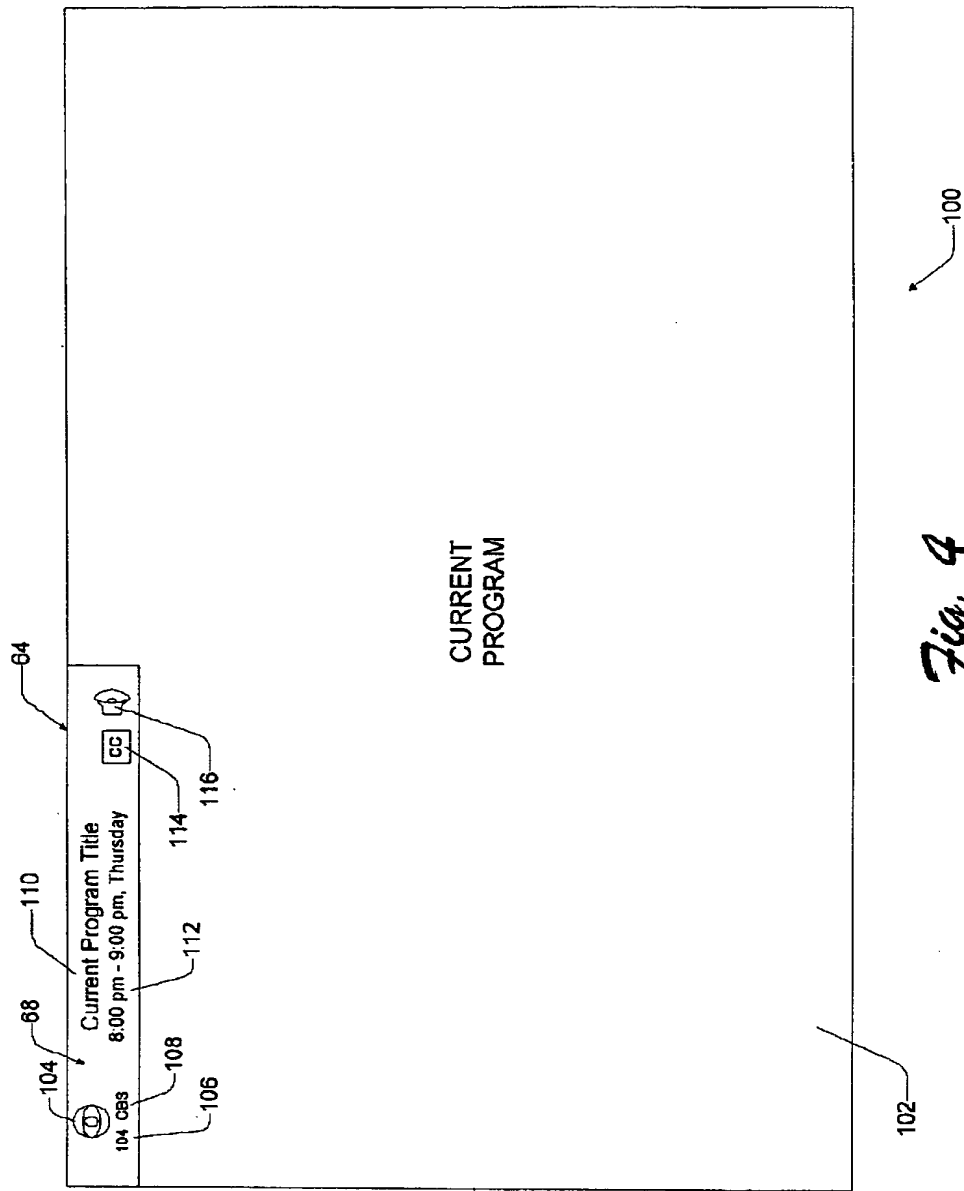 64
110
68
104
Current Program Title
8:00 pm - 9:00 pm, Thursday
CC
104 CBS
108
106
112
114
116
CURRENT
PROGRAM
102
100
Fig. 4